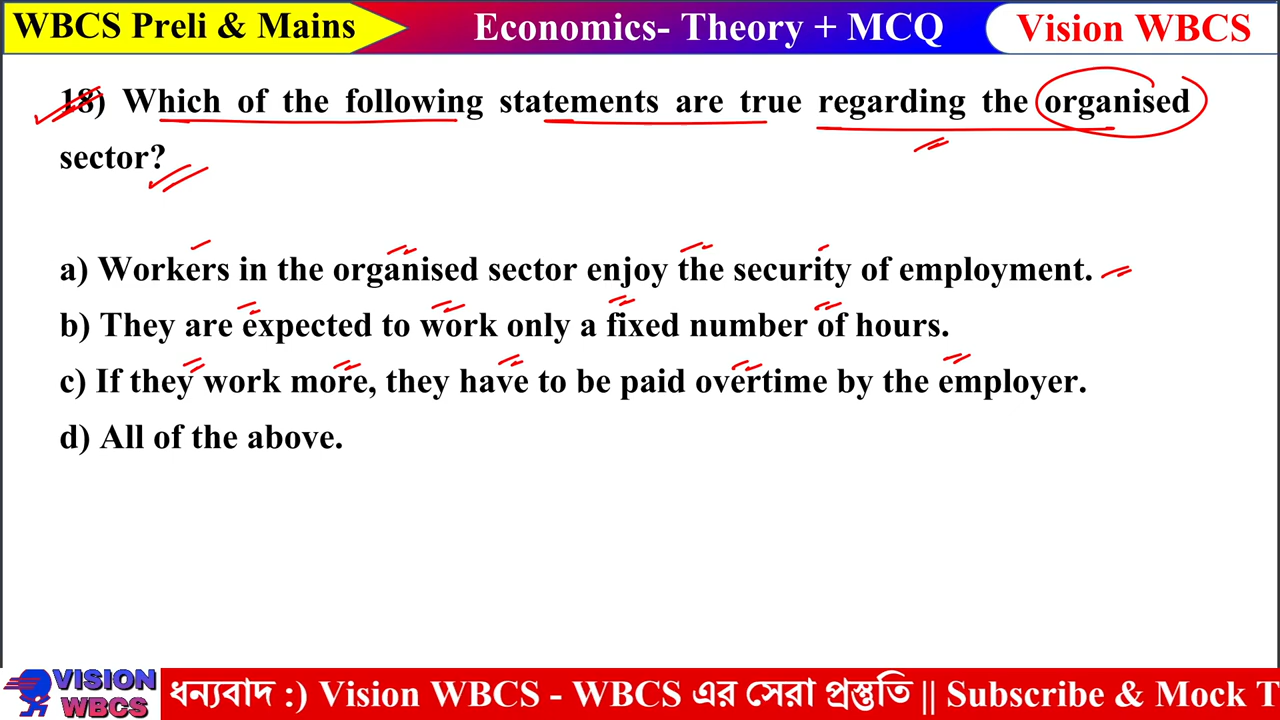 WBCS Preli & Mains
Economics- Theory + MCQ
Vision WBCS
18) Which of the following statements are true regarding the organised
sector?
a) Workers in the organised sector enjoy the security of employment.
b) They are expected to work only a fixed number of hours.
c) If they work more, they have to be paid overtime by the employer.
d) All of the above.
VISION
WBCS
ধন্যবাদ :) Vision WBCS - WBCS এর সেরা প্রস্তুতি || Subscribe & Mock T